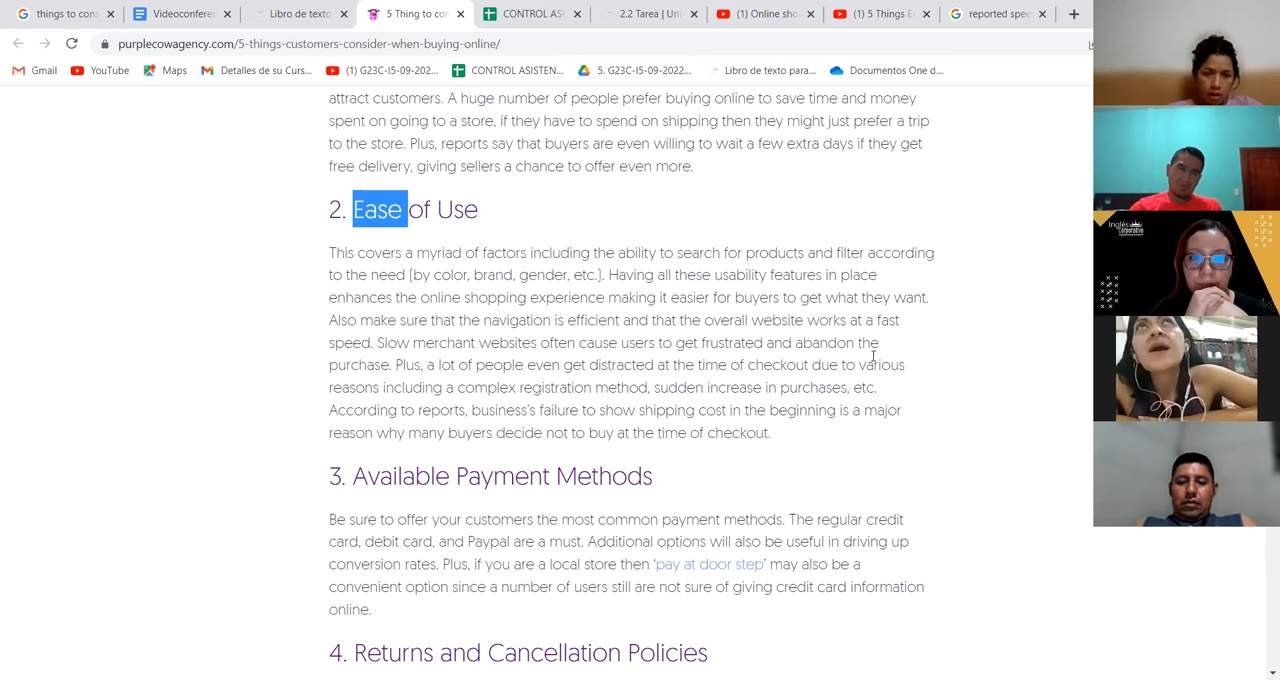 things to cons
Videoconferen
Libro de texto
5 Thing to con
CONTROL ASI
2.2 Tarea | Uni
(1) Online sho
(1) 5 Things E
reported spee
purplecowagency.com/5-things-customers-consider-when-buying-online/
Gmail
YouTube
Maps
Detalles de su Curs...
(1) G23C-I5-09-202...
CONTROL ASISTEN...
5. G23C-I5-09-2022...
Libro de texto para...
Documentos One d...
attract customers. A huge number of people prefer buying online to save time and money
spent on going to a store, if they have to spend on shipping then they might just prefer a trip
to the store. Plus, reports say that buyers are even willing to wait a few extra days if they get
free delivery, giving sellers a chance to offer even more.
2. Ease of Use
This covers a myriad of factors including the ability to search for products and filter according
to the need (by color, brand, gender, etc.). Having all these usability features in place
enhances the online shopping experience making it easier for buyers to get what they want.
Also make sure that the navigation is efficient and that the overall website works at a fast
speed. Slow merchant websites often cause users to get frustrated and abandon the
purchase. Plus, a lot of people even get distracted at the time of checkout due to various
reasons including a complex registration method, sudden increase in purchases, etc.
According to reports, business's failure to show shipping cost in the beginning is a major
reason why many buyers decide not to buy at the time of checkout.
3. Available Payment Methods
Be sure to offer your customers the most common payment methods. The regular credit
card, debit card, and Paypal are a must. Additional options will also be useful in driving up
conversion rates. Plus, if you are a local store then ‘pay at door step’ may also be a
convenient option since a number of users still are not sure of giving credit card information
online.
4. Returns and Cancellation Policies
Inglés
Corporativo